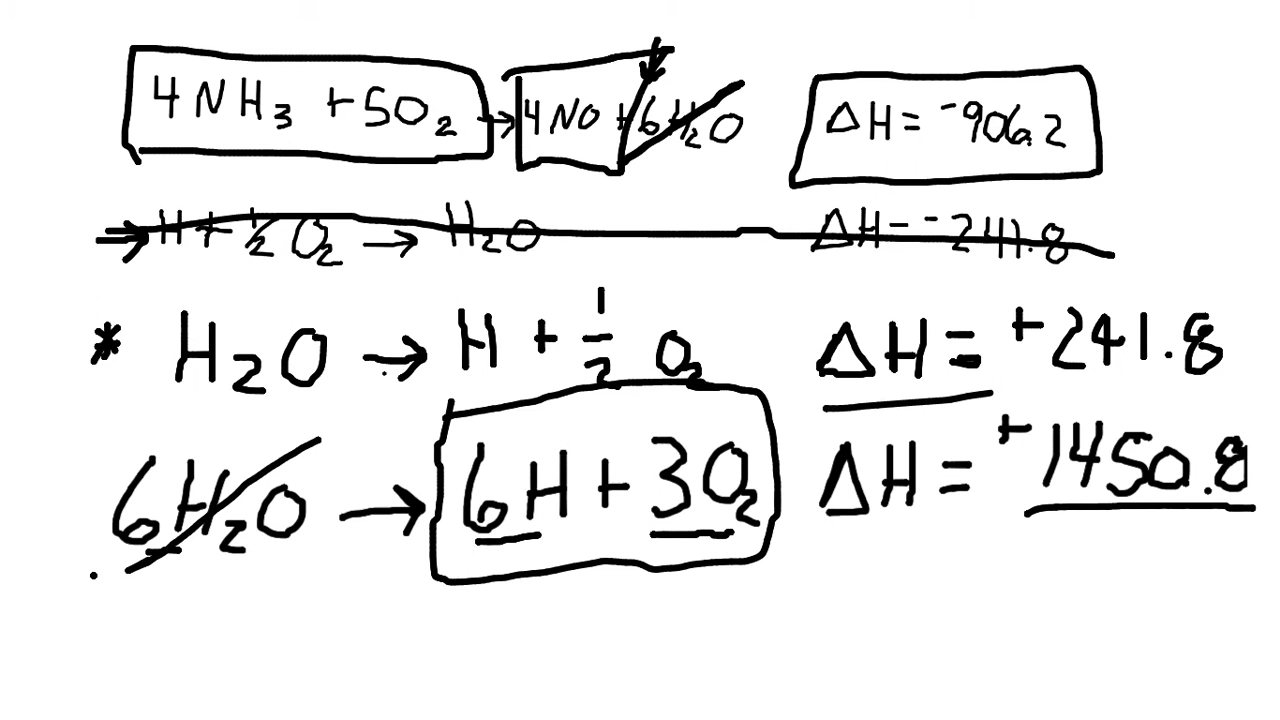 4NH₃ + 5O₂ → 4NO + 6H₂O ΔH = ⁻906.2
⇒ H + ½ O₂ → H₂O ΔH = ⁻241.8
* H₂O → H + ½ O₂ ΔH = ⁺241.8
6H₂O → 6H + 3O₂ ΔH = ⁺1450.8